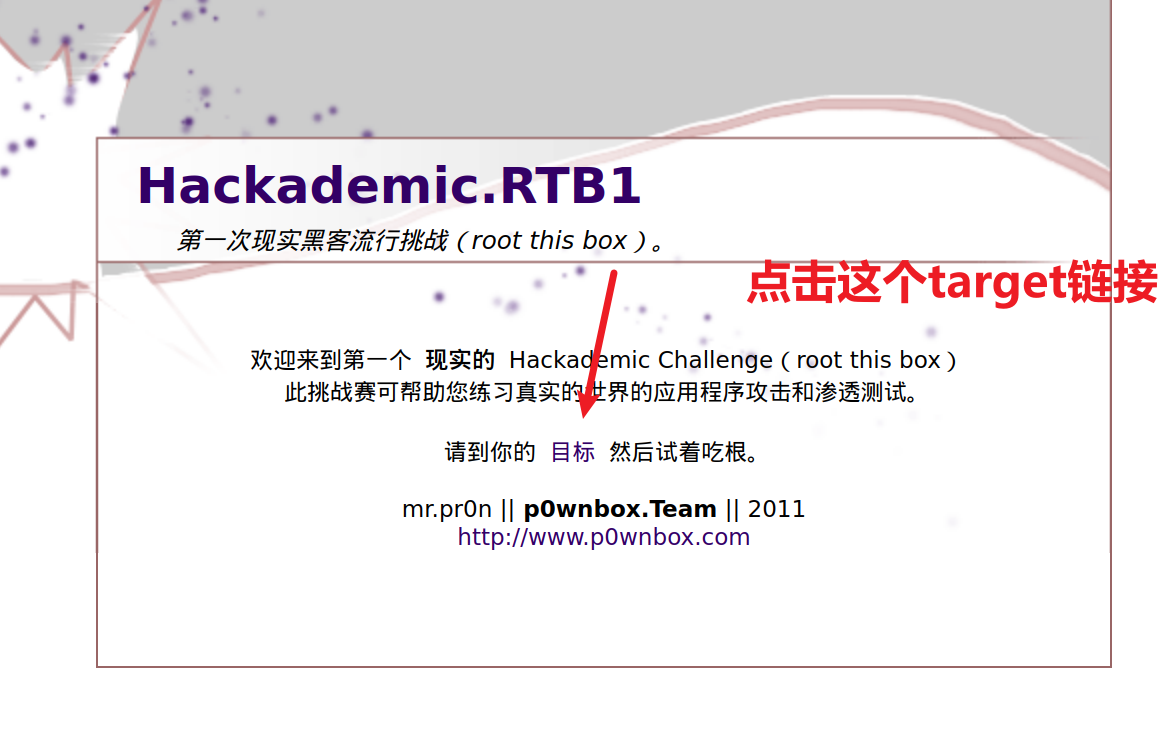 Hackademic.RTB1
第一次现实黑客流行挑战（root this box）。
点击这个target链接
欢迎来到第一个 现实的 Hackademic Challenge（root this box）
此挑战赛可帮助您练习真实的世界的应用程序攻击和渗透测试。
请到你的 目标 然后试着吃根。
mr.pr0n || p0wnbox.Team || 2011
http://www.p0wnbox.com